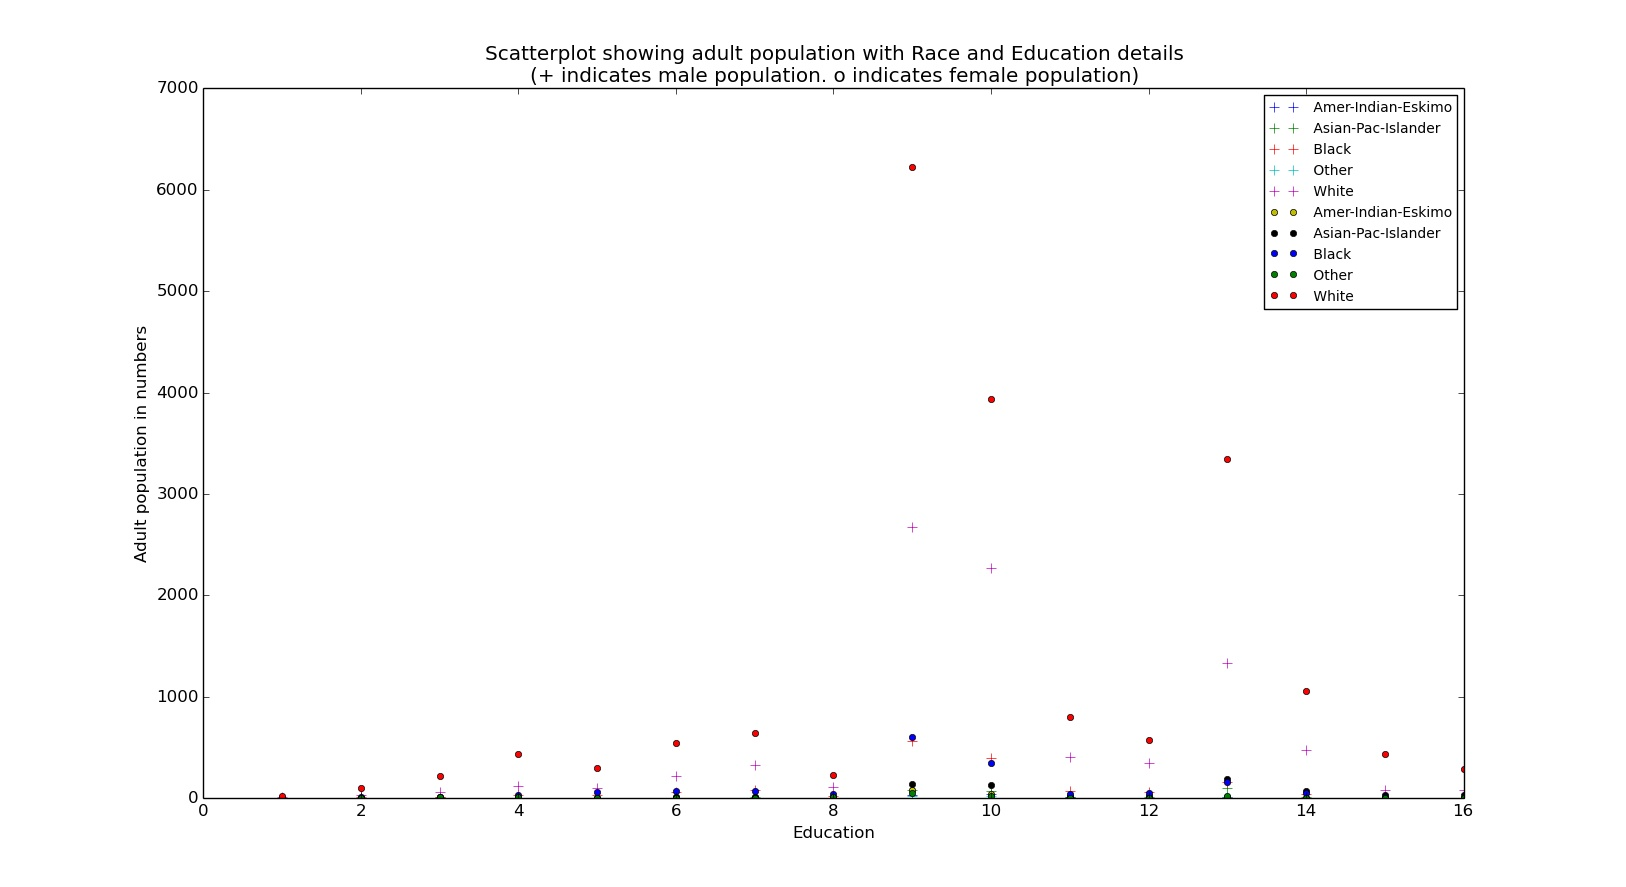 Scatterplot showing adult population with Race and Education details
(+ indicates male population. o indicates female population)
7000
6000
5000
4000
3000
2000
1000
0
Adult population in numbers
Amer-Indian-Eskimo
Asian-Pac-Islander
Black
Other
White
Amer-Indian-Eskimo
Asian-Pac-Islander
Black
Other
White
0 2 4 6 8 10 12 14 16
Education